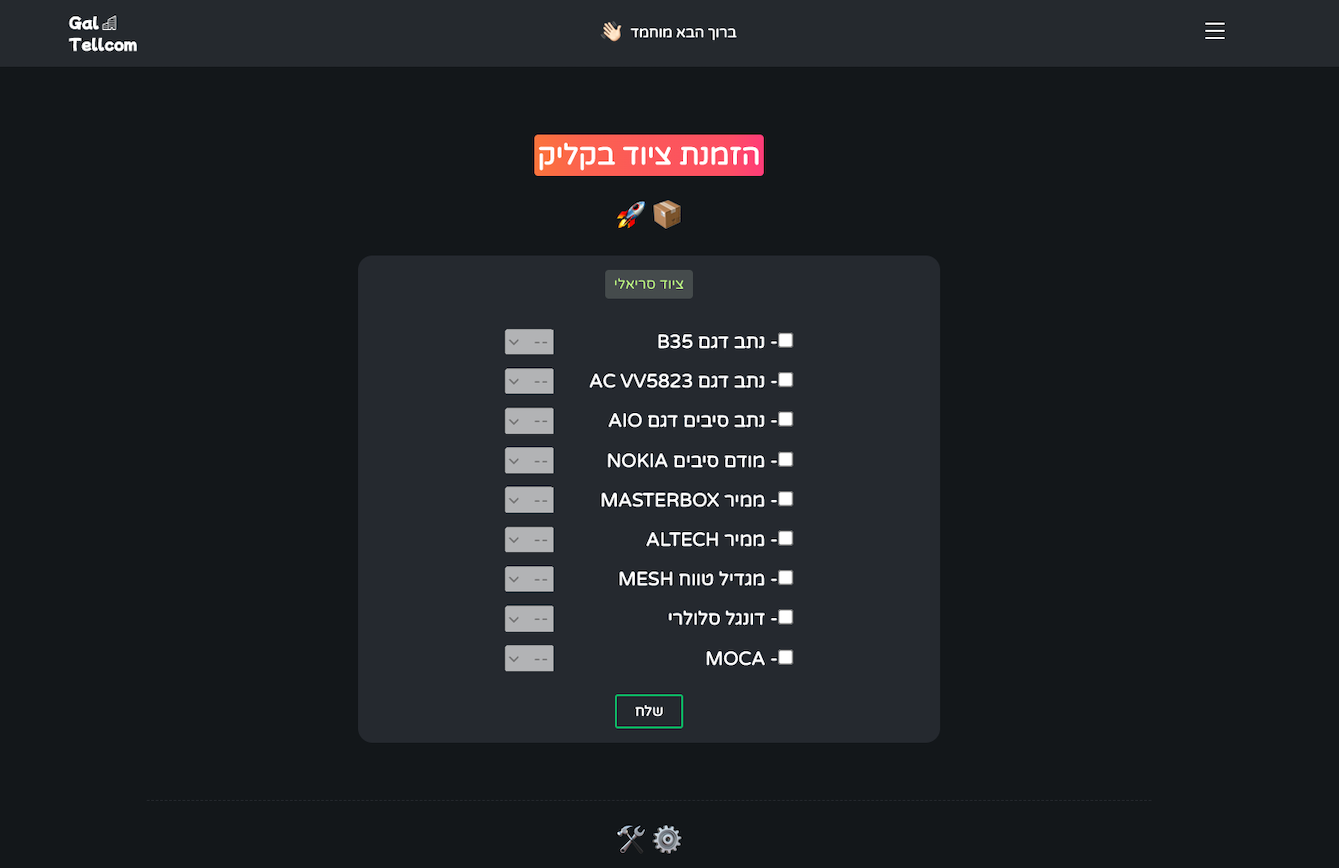 Gal
Tellcom
ברוך הבא מוחמד 👋🏻
הזמנת ציוד בקליק
📦 🚀
ציוד סריאלי
- נתב דגם B35 --
- נתב דגם AC VV5823 --
- נתב סיבים דגם AIO --
- מודם סיבים NOKIA --
- ממיר MASTERBOX --
- ממיר ALTECH --
- מגדיל טווח MESH --
- דונגל סלולרי --
- MOCA --
שלח